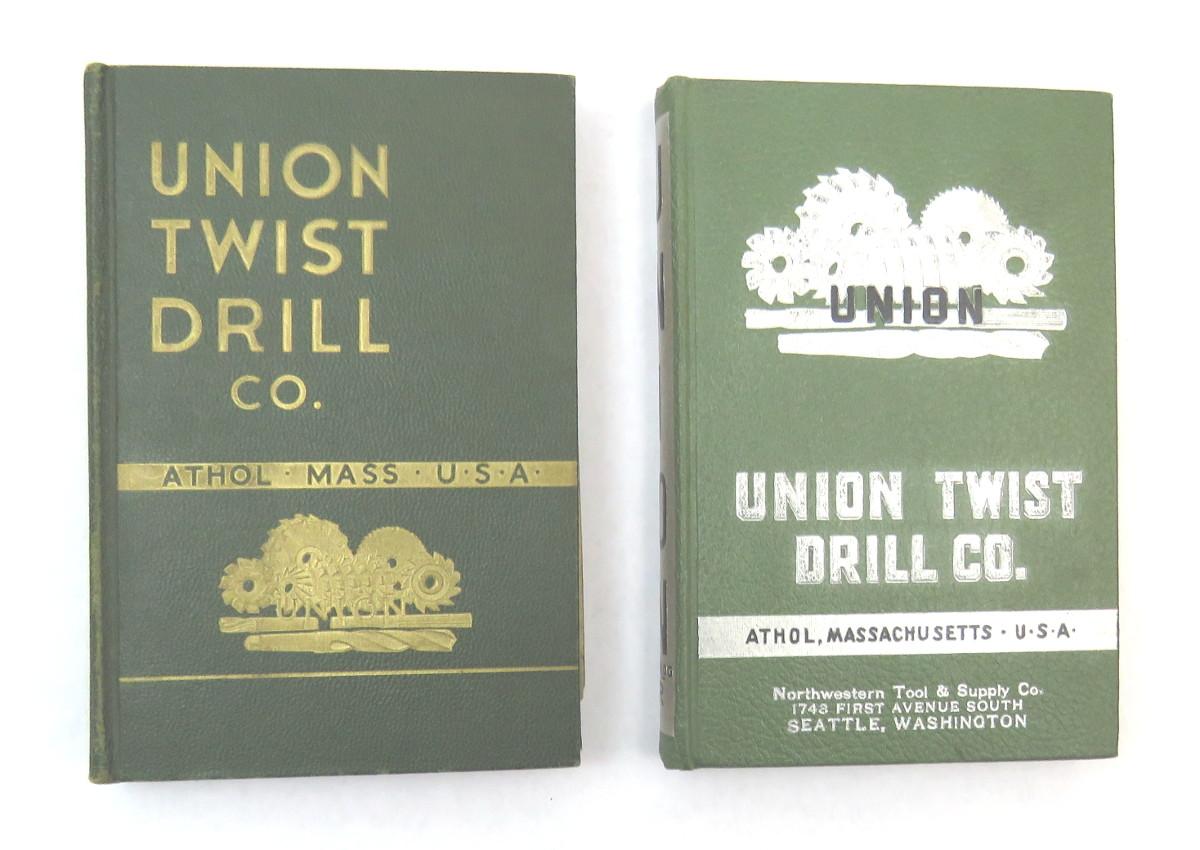 UNION
TWIST
DRILL
CO.
ATHOL · MASS · U·S·A·
UNION
UNION
UNION TWIST
DRILL CO.
ATHOL, MASSACHUSETTS · U·S·A·
Northwestern Tool & Supply Co.
1743 FIRST AVENUE SOUTH
SEATTLE, WASHINGTON